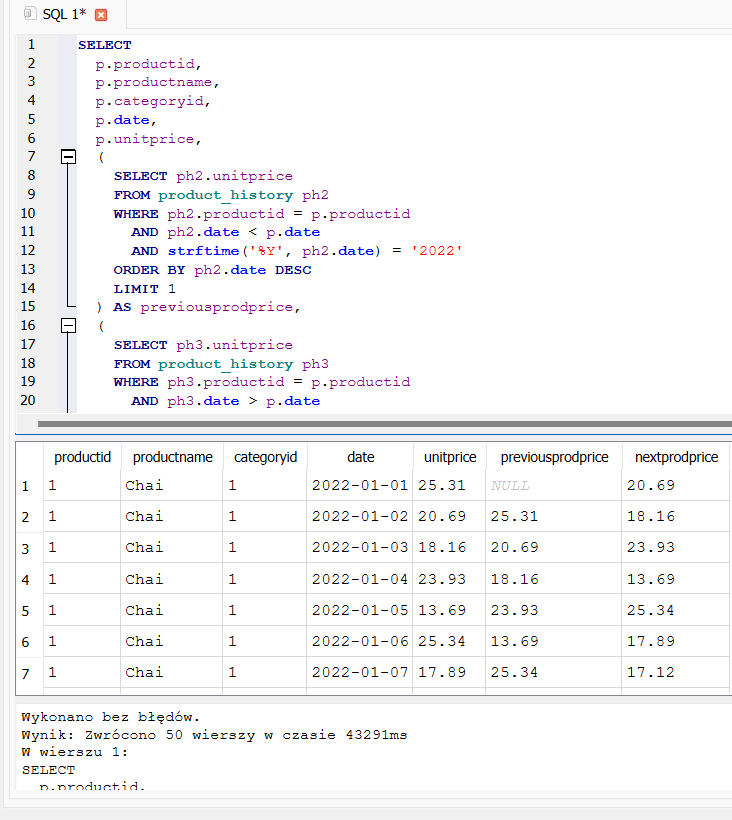 SQL 1*
1 SELECT
2 p.productid,
3 p.productname,
4 p.categoryid,
5 p.date,
6 p.unitprice,
7 (
8 SELECT ph2.unitprice
9 FROM product_history ph2
10 WHERE ph2.productid = p.productid
11 AND ph2.date < p.date
12 AND strftime('%Y', ph2.date) = '2022'
13 ORDER BY ph2.date DESC
14 LIMIT 1
15 ) AS previousprodprice,
16 (
17 SELECT ph3.unitprice
18 FROM product_history ph3
19 WHERE ph3.productid = p.productid
20 AND ph3.date > p.date
productid productname categoryid date unitprice previousprodprice nextprodprice
1 1 Chai 1 2022-01-01 25.31 NULL 20.69
2 1 Chai 1 2022-01-02 20.69 25.31 18.16
3 1 Chai 1 2022-01-03 18.16 20.69 23.93
4 1 Chai 1 2022-01-04 23.93 18.16 13.69
5 1 Chai 1 2022-01-05 13.69 23.93 25.34
6 1 Chai 1 2022-01-06 25.34 13.69 17.89
7 1 Chai 1 2022-01-07 17.89 25.34 17.12
Wykonano bez błędów.
Wynik: Zwrócono 50 wierszy w czasie 43291ms
W wierszu 1:
SELECT
p.productid,